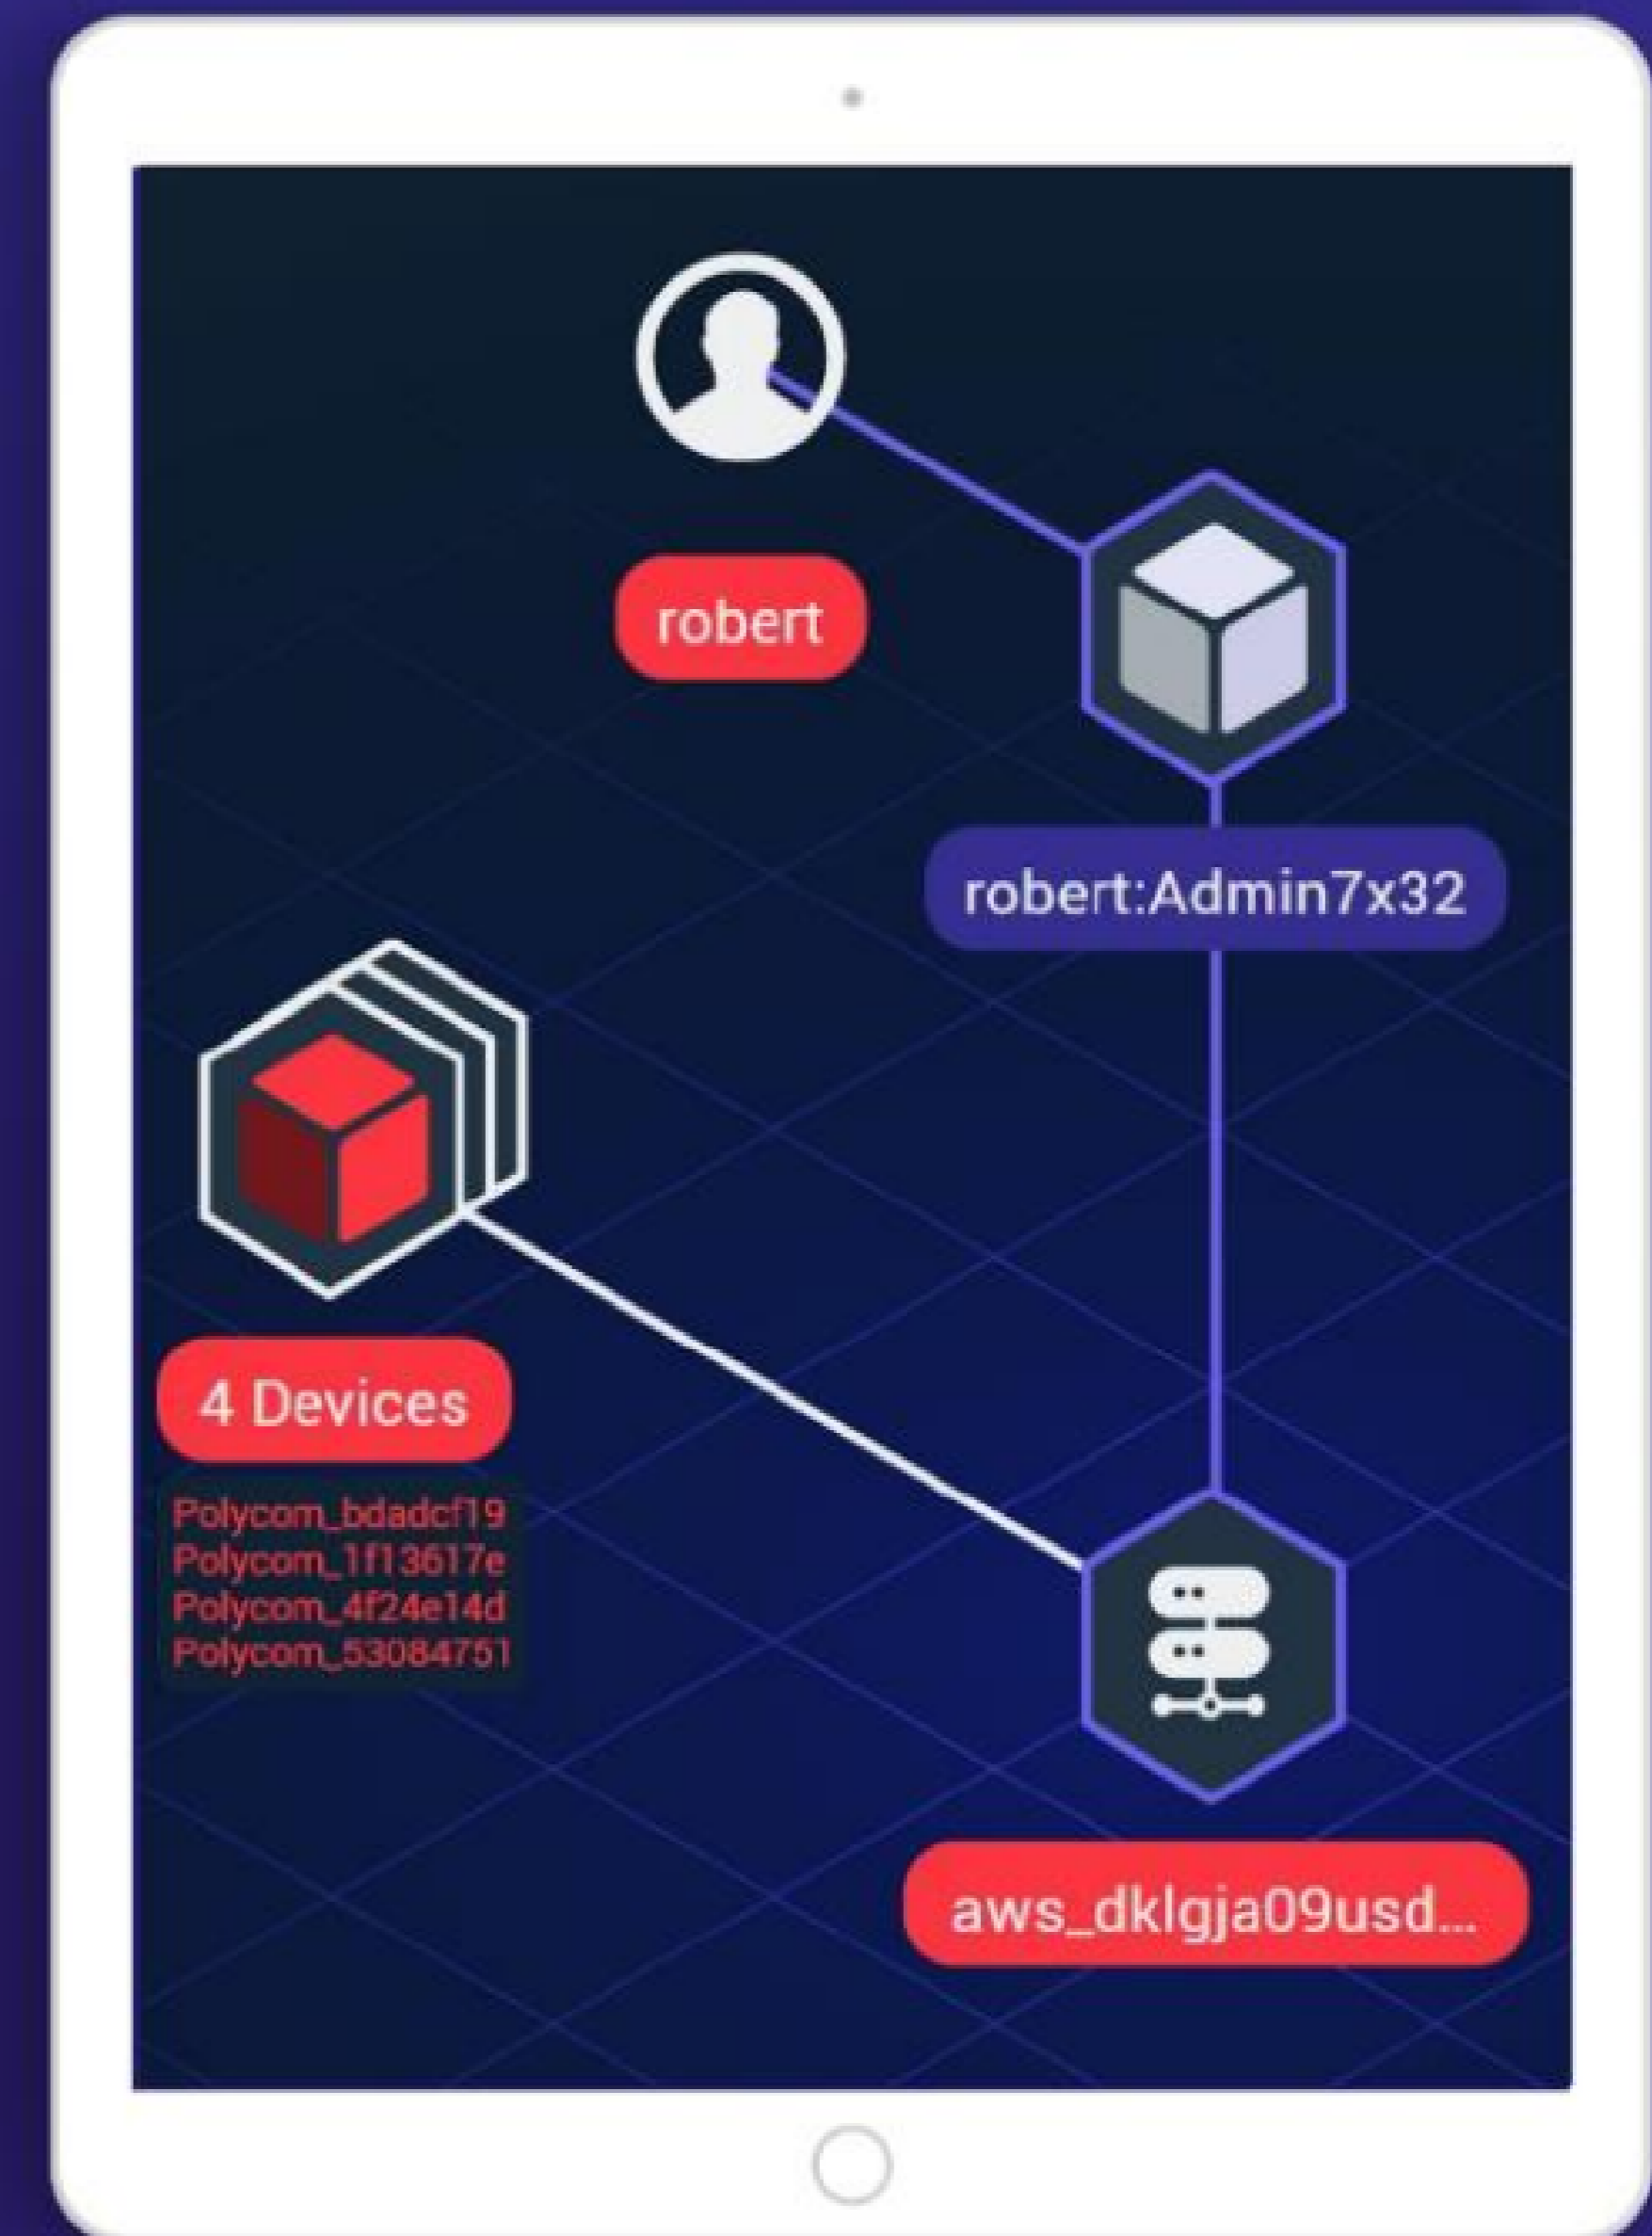 robert
robert:Admin7x32
4 Devices
Polycom_bdadcf19
Polycom_1f13617e
Polycom_4f24e14d
Polycom_53084751
aws_dklgja09usd...